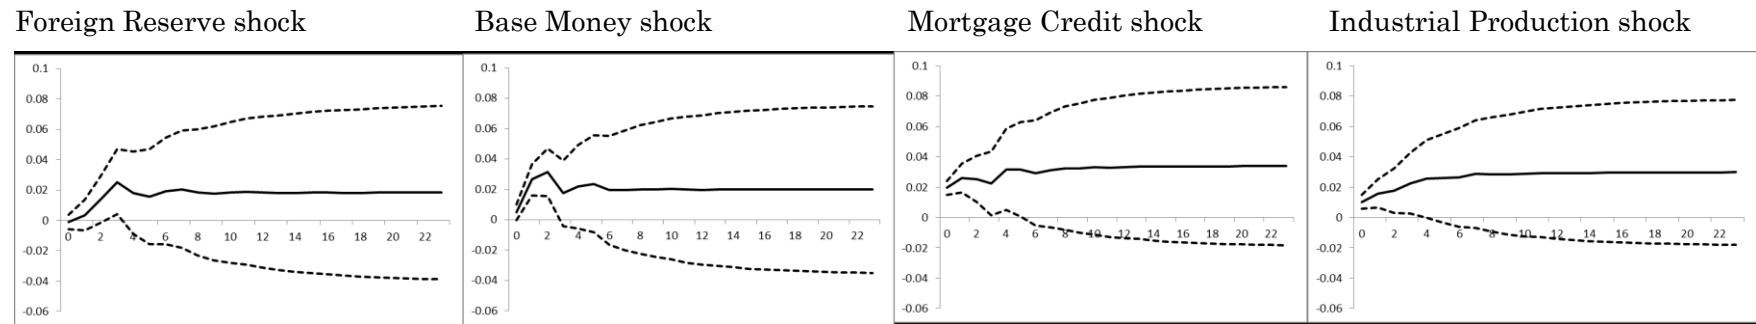 Foreign Reserve shock Base Money shock Mortgage Credit shock Industrial Production shock
0.1 0.1 0.1 0.1
0.08 0.08 0.08 0.08
0.06 0.06 0.06 0.06
0.04 0.04 0.04 0.04
0.02 0.02 0.02 0.02
0 0 0 0
0 2 4 6 8 10 12 14 16 18 20 22 0 2 4 6 8 10 12 14 16 18 20 22 0 2 4 6 8 10 12 14 16 18 20 22 0 2 4 6 8 10 12 14 16 18 20 22
-0.02 -0.02 -0.02 -0.02
-0.04 -0.04 -0.04 -0.04
-0.06 -0.06 -0.06 -0.06